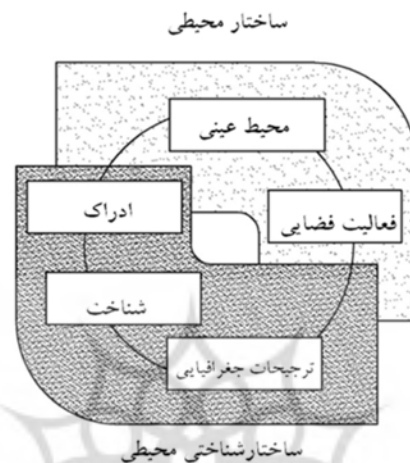 ساختار محیطی
محیط عینی
فعالیت فضایی
ادراک
شناخت
ترجیحات جغرافیایی
ساختارشناختی محیطی